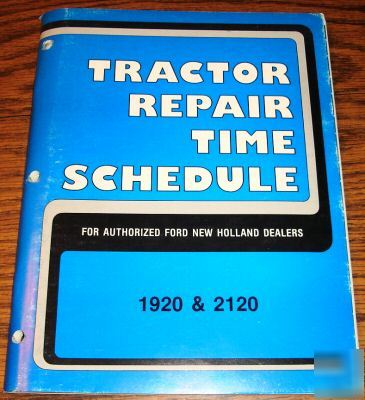 TRACTOR
REPAIR
TIME
SCHEDULE
FOR AUTHORIZED FORD NEW HOLLAND DEALERS
1920 & 2120